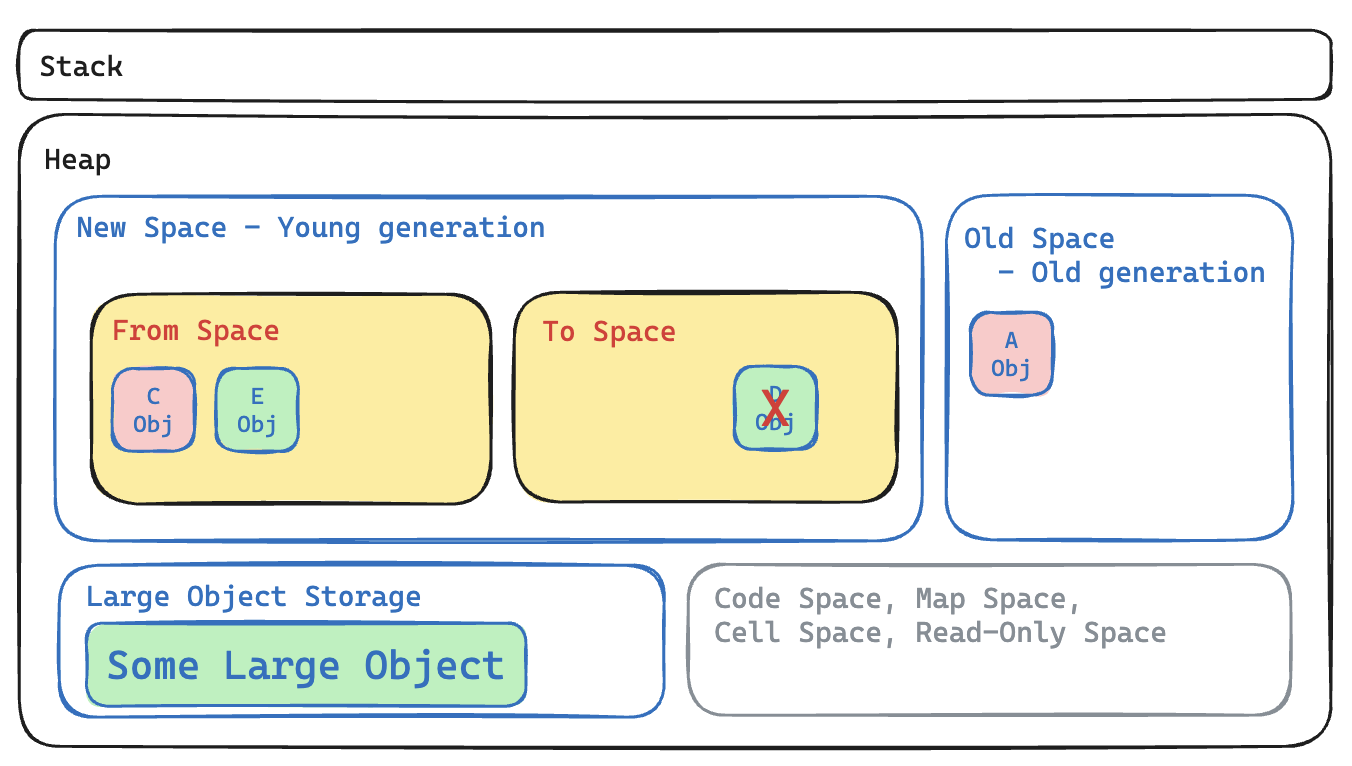 Stack
Heap
New Space - Young generation
Old Space
- Old generation
From Space
To Space
C
Obj
E
Obj
D
Obj
X
A
Obj
Large Object Storage
Some Large Object
Code Space, Map Space,
Cell Space, Read-Only Space